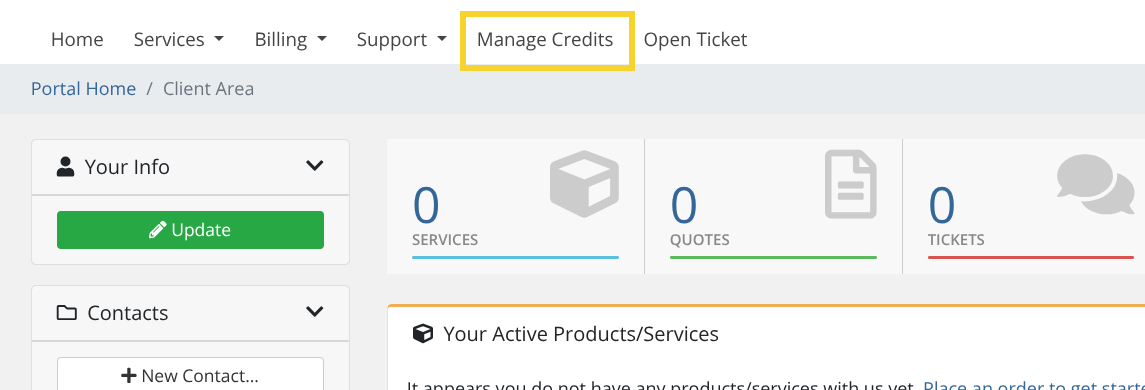 Home Services Billing Support Manage Credits Open Ticket
Portal Home / Client Area
Your Info
Update
Contacts
New Contact...
0
SERVICES
0
QUOTES
0
TICKETS
Your Active Products/Services
It appears you do not have any products/services with us yet. Place an order to get starte